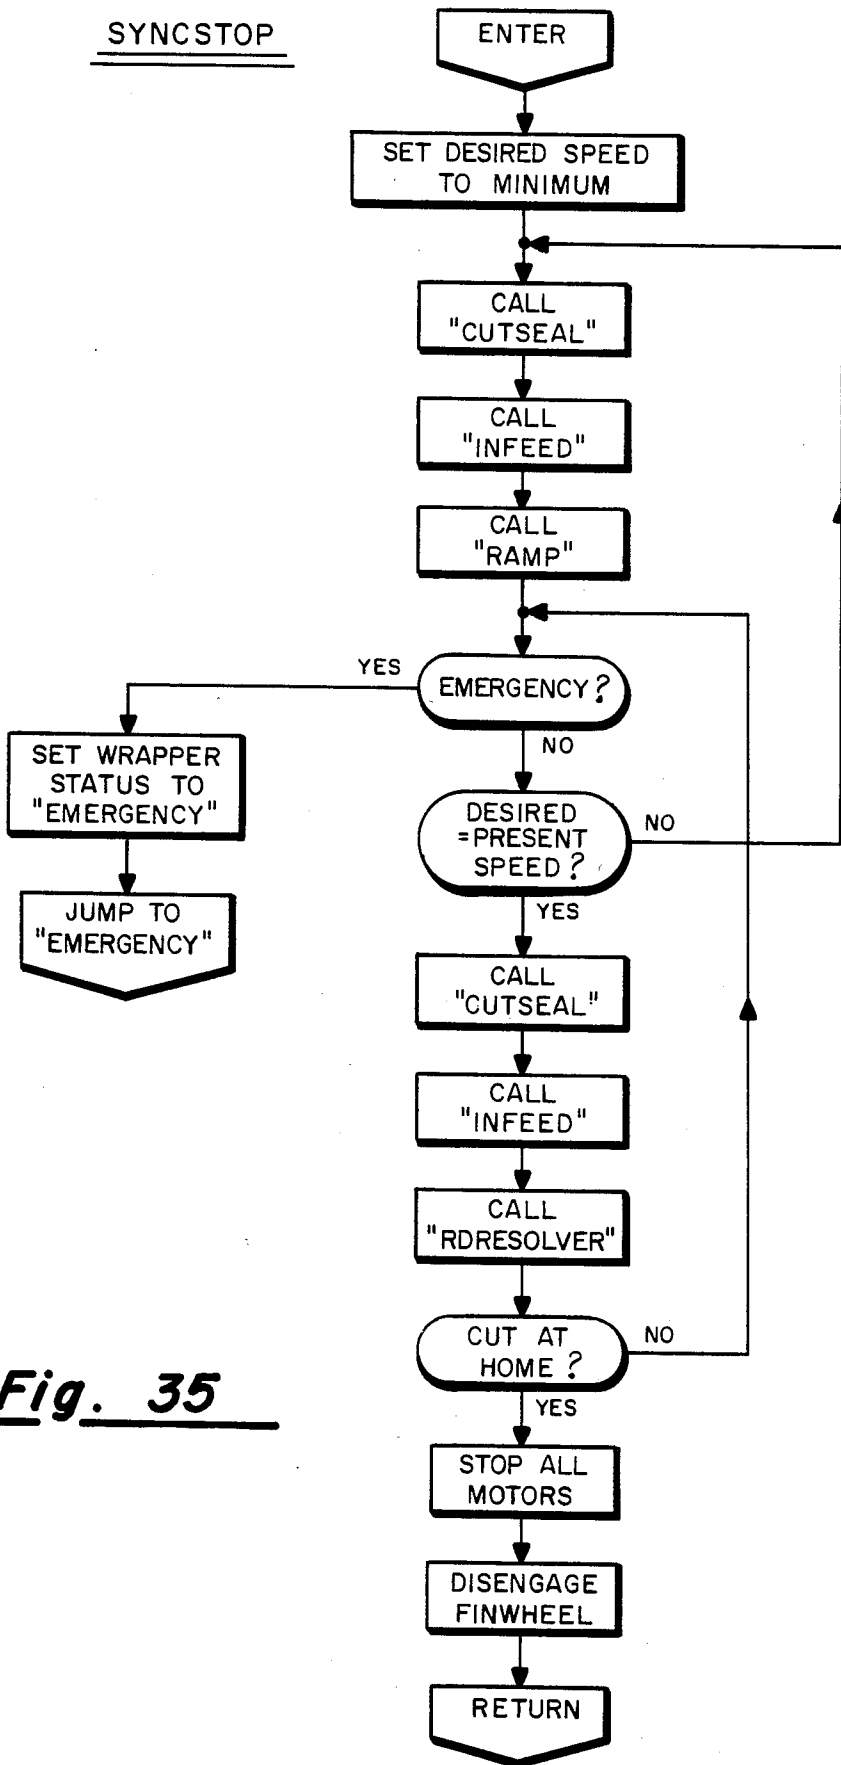 SYNCSTOP
ENTER
SET DESIRED SPEED
TO MINIMUM
CALL
"CUTSEAL"
CALL
"INFEED"
CALL
"RAMP"
EMERGENCY?
YES
NO
SET WRAPPER
STATUS TO
"EMERGENCY"
JUMP TO
"EMERGENCY"
DESIRED
=PRESENT
SPEED?
NO
YES
CALL
"CUTSEAL"
CALL
"INFEED"
CALL
"RDRESOLVER"
CUT AT
HOME?
NO
YES
STOP ALL
MOTORS
DISENGAGE
FINWHEEL
RETURN
Fig. 35